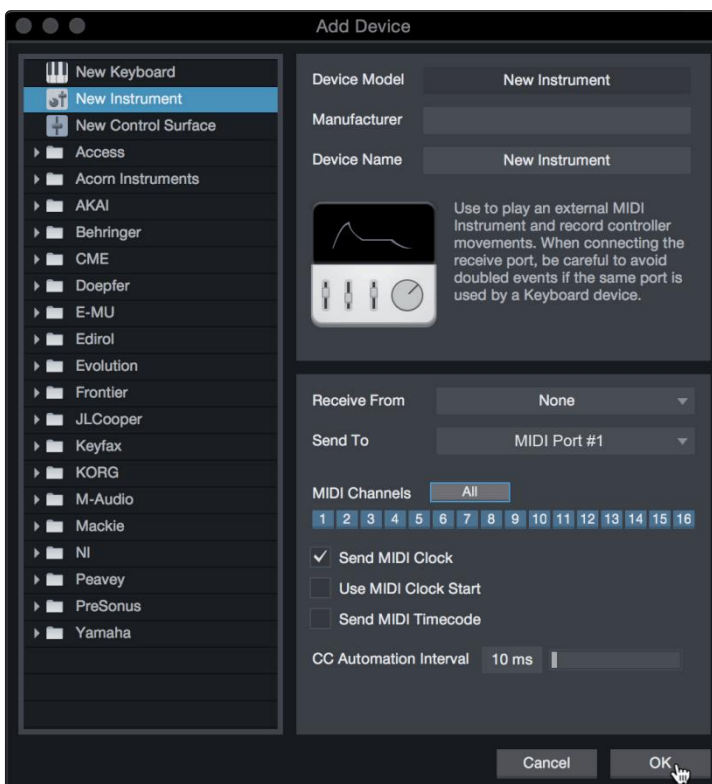 Add Device
New Keyboard
New Instrument
New Control Surface
Access
Acorn Instruments
AKAI
Behringer
CME
Doepfer
E-MU
Edirol
Evolution
Frontier
JLCooper
Keyfax
KORG
M-Audio
Mackie
NI
Peavey
PreSonus
Yamaha
Device Model New Instrument
Manufacturer
Device Name New Instrument
Use to play an external MIDI
Instrument and record controller
movements. When connecting the
receive port, be careful to avoid
doubled events if the same port is
used by a Keyboard device.
Receive From None
Send To MIDI Port #1
MIDI Channels All
1 2 3 4 5 6 7 8 9 10 11 12 13 14 15 16
Send MIDI Clock
Use MIDI Clock Start
Send MIDI Timecode
CC Automation Interval 10 ms
Cancel OK